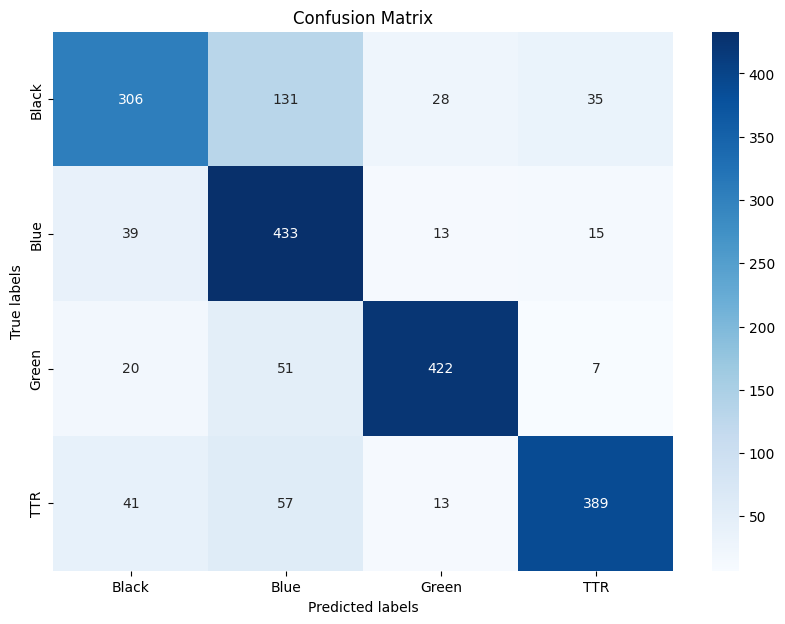 Confusion Matrix
True labels
Black 306 131 28 35
Blue 39 433 13 15
Green 20 51 422 7
TTR 41 57 13 389
Black Blue Green TTR
Predicted labels
400
350
300
250
200
150
100
50